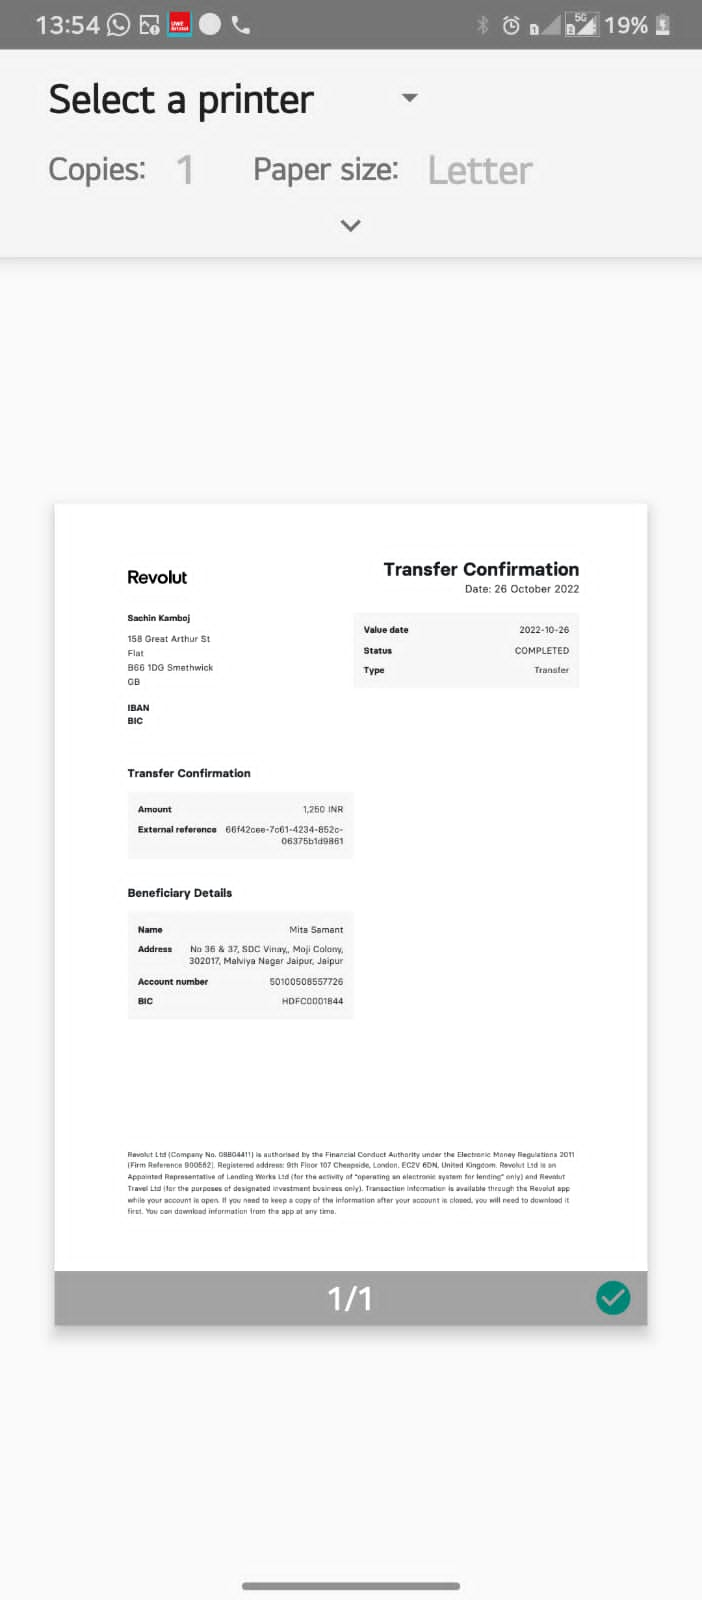 13:54
UWE
Bristol
1
2
5G
19%
Select a printer
Copies: 1 Paper size: Letter
Revolut
Transfer Confirmation
Date: 26 October 2022
Sachin Kamboj
158 Great Arthur St
Flat
B66 1DG Smethwick
GB
IBAN
BIC
Value date 2022-10-26
Status COMPLETED
Type Transfer
Transfer Confirmation
Amount 1,250 INR
External reference 66f42cee-7c61-4234-852c-
06375b1d9861
Beneficiary Details
Name Mita Samant
Address No 36 & 37, SDC Vinay,, Moji Colony,
302017, Malviya Nagar Jaipur, Jaipur
Account number 50100508557726
BIC HDFC0001844
Revolut Ltd (Company No. 08804411) is authorised by the Financial Conduct Authority under the Electronic Money Regulations 2011
(Firm Reference 900562). Registered address: 9th Floor 107 Cheapside, London, EC2V 6DN, United Kingdom. Revolut Ltd is an
Appointed Representative of Lending Works Ltd (for the activity of "operating an electronic system for lending" only) and Revolut
Travel Ltd (for the purposes of designated investment business only). Transaction information is available through the Revolut app
while your account is open. If you need to keep a copy of the information after your account is closed, you will need to download it
first. You can download information from the app at any time.
1/1